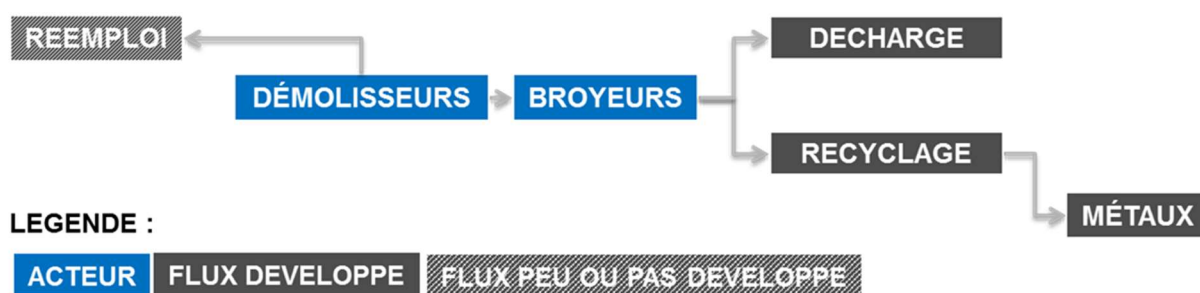 REEMPLOI
DECHARGE
DÉMOLISSEURS
BROYEURS
RECYCLAGE
MÉTAUX
LEGENDE :
ACTEUR
FLUX DEVELOPPE
FLUX PEU OU PAS DEVELOPPE